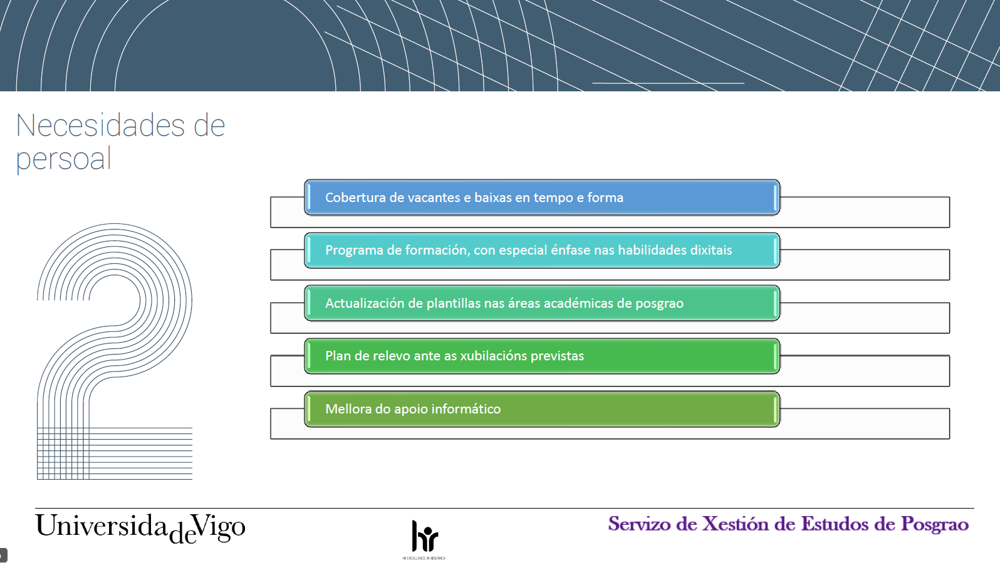 Necesidades de
persoal
Cobertura de vacantes e baixas en tempo e forma
Programa de formación, con especial énfase nas habilidades dixitais
Actualización de plantillas nas áreas académicas de posgrao
Plan de relevo ante as xubilacións previstas
Mellora do apoio informático
2
UniversidadeVigo
hr
HR EXCELLENCE IN RESEARCH
Servizo de Xestión de Estudos de Posgrao